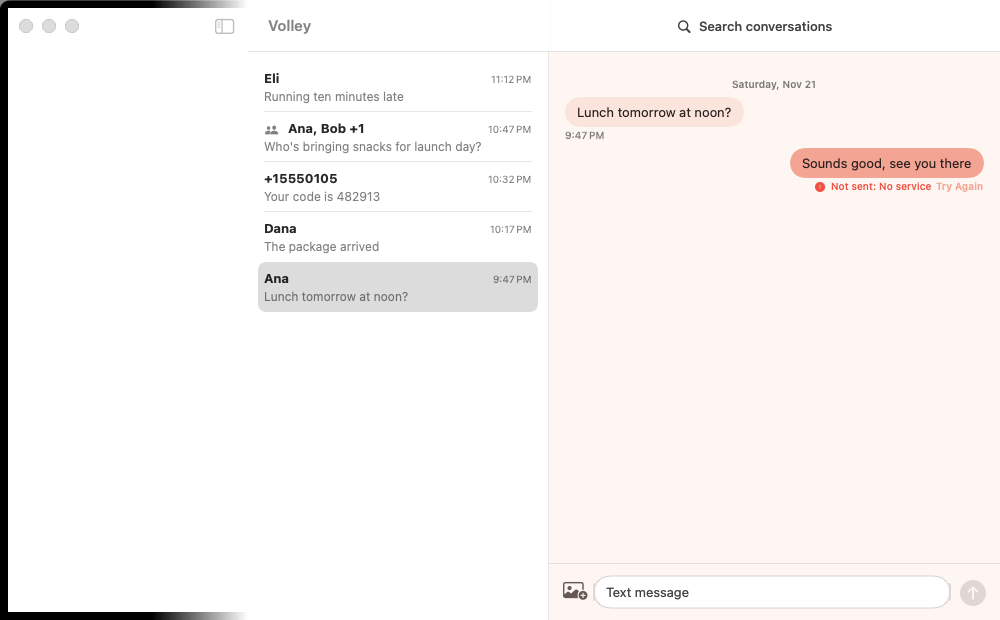 Volley
Search conversations
Eli 11:12 PM
Running ten minutes late
Ana, Bob +1 10:47 PM
Who's bringing snacks for launch day?
+15550105 10:32 PM
Your code is 482913
Dana 10:17 PM
The package arrived
Ana 9:47 PM
Lunch tomorrow at noon?
Saturday, Nov 21
Lunch tomorrow at noon?
9:47 PM
Sounds good, see you there
Not sent: No service Try Again
Text message